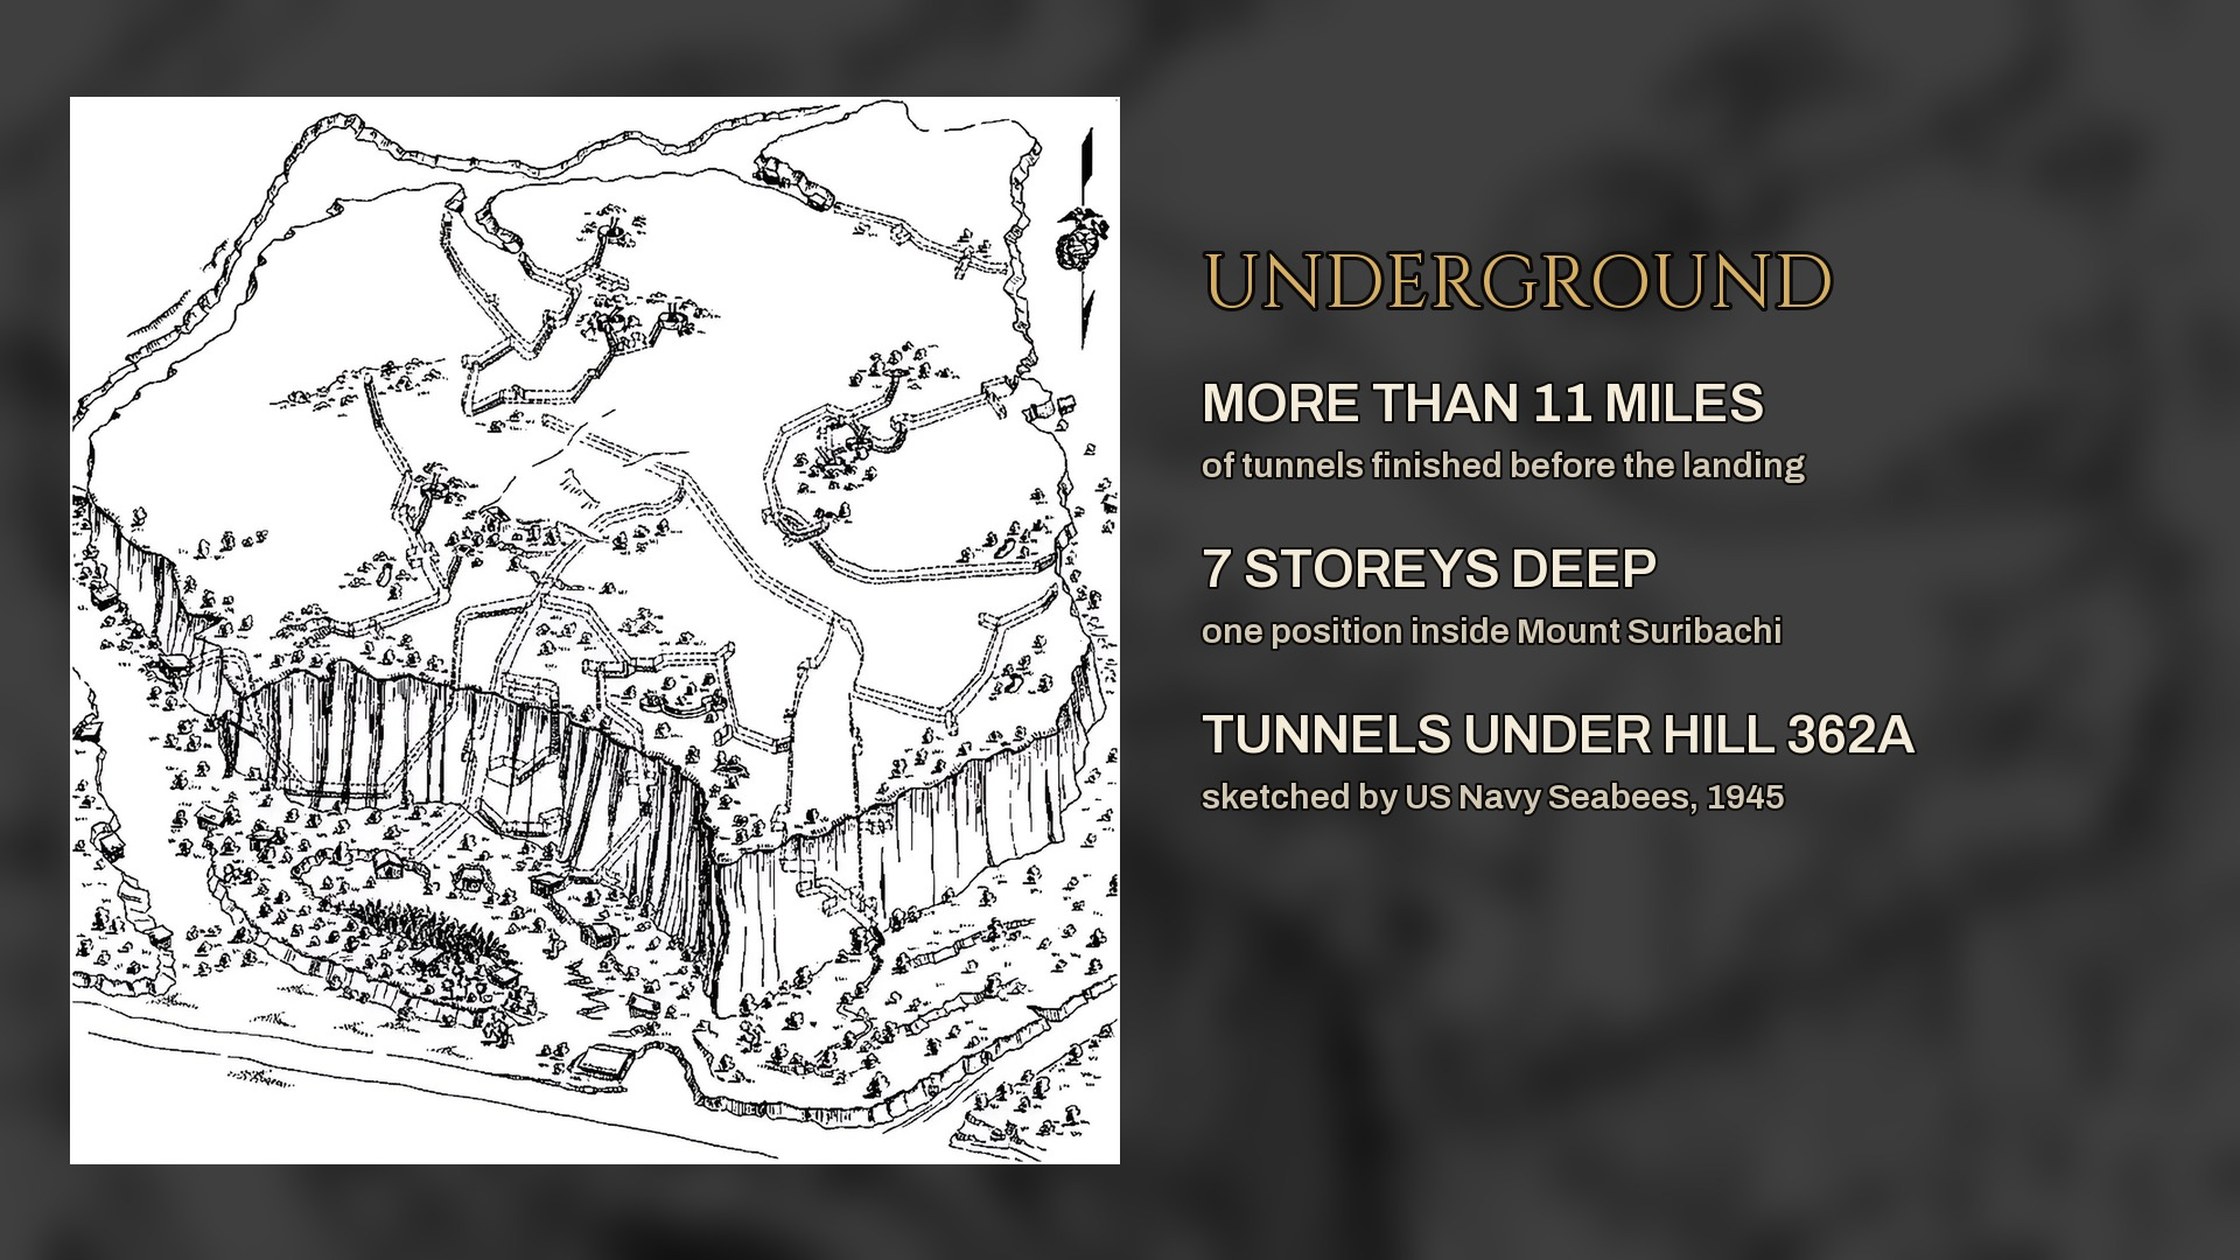 UNDERGROUND
MORE THAN 11 MILES
of tunnels finished before the landing
7 STOREYS DEEP
one position inside Mount Suribachi
TUNNELS UNDER HILL 362A
sketched by US Navy Seabees, 1945